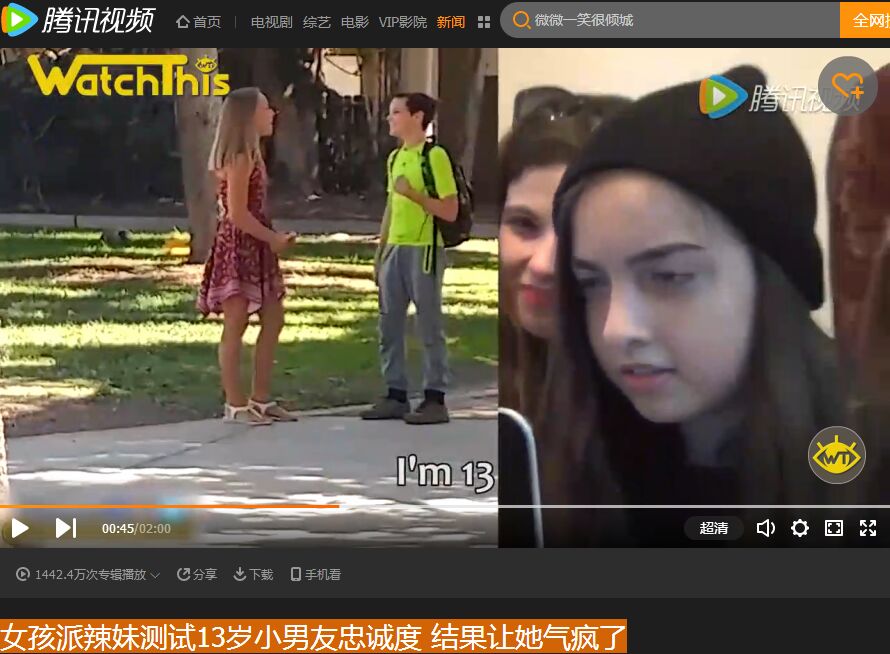 腾讯视频 首页 电视剧 综艺 电影 VIP影院 新闻 微微一笑很倾城 全网搜
WatchThis
WT
腾讯视频
WT
I'm 13
00:45/02:00 超清
1442.4万次专辑播放 分享 下载 手机看
女孩派辣妹测试13岁小男友忠诚度 结果让她气疯了